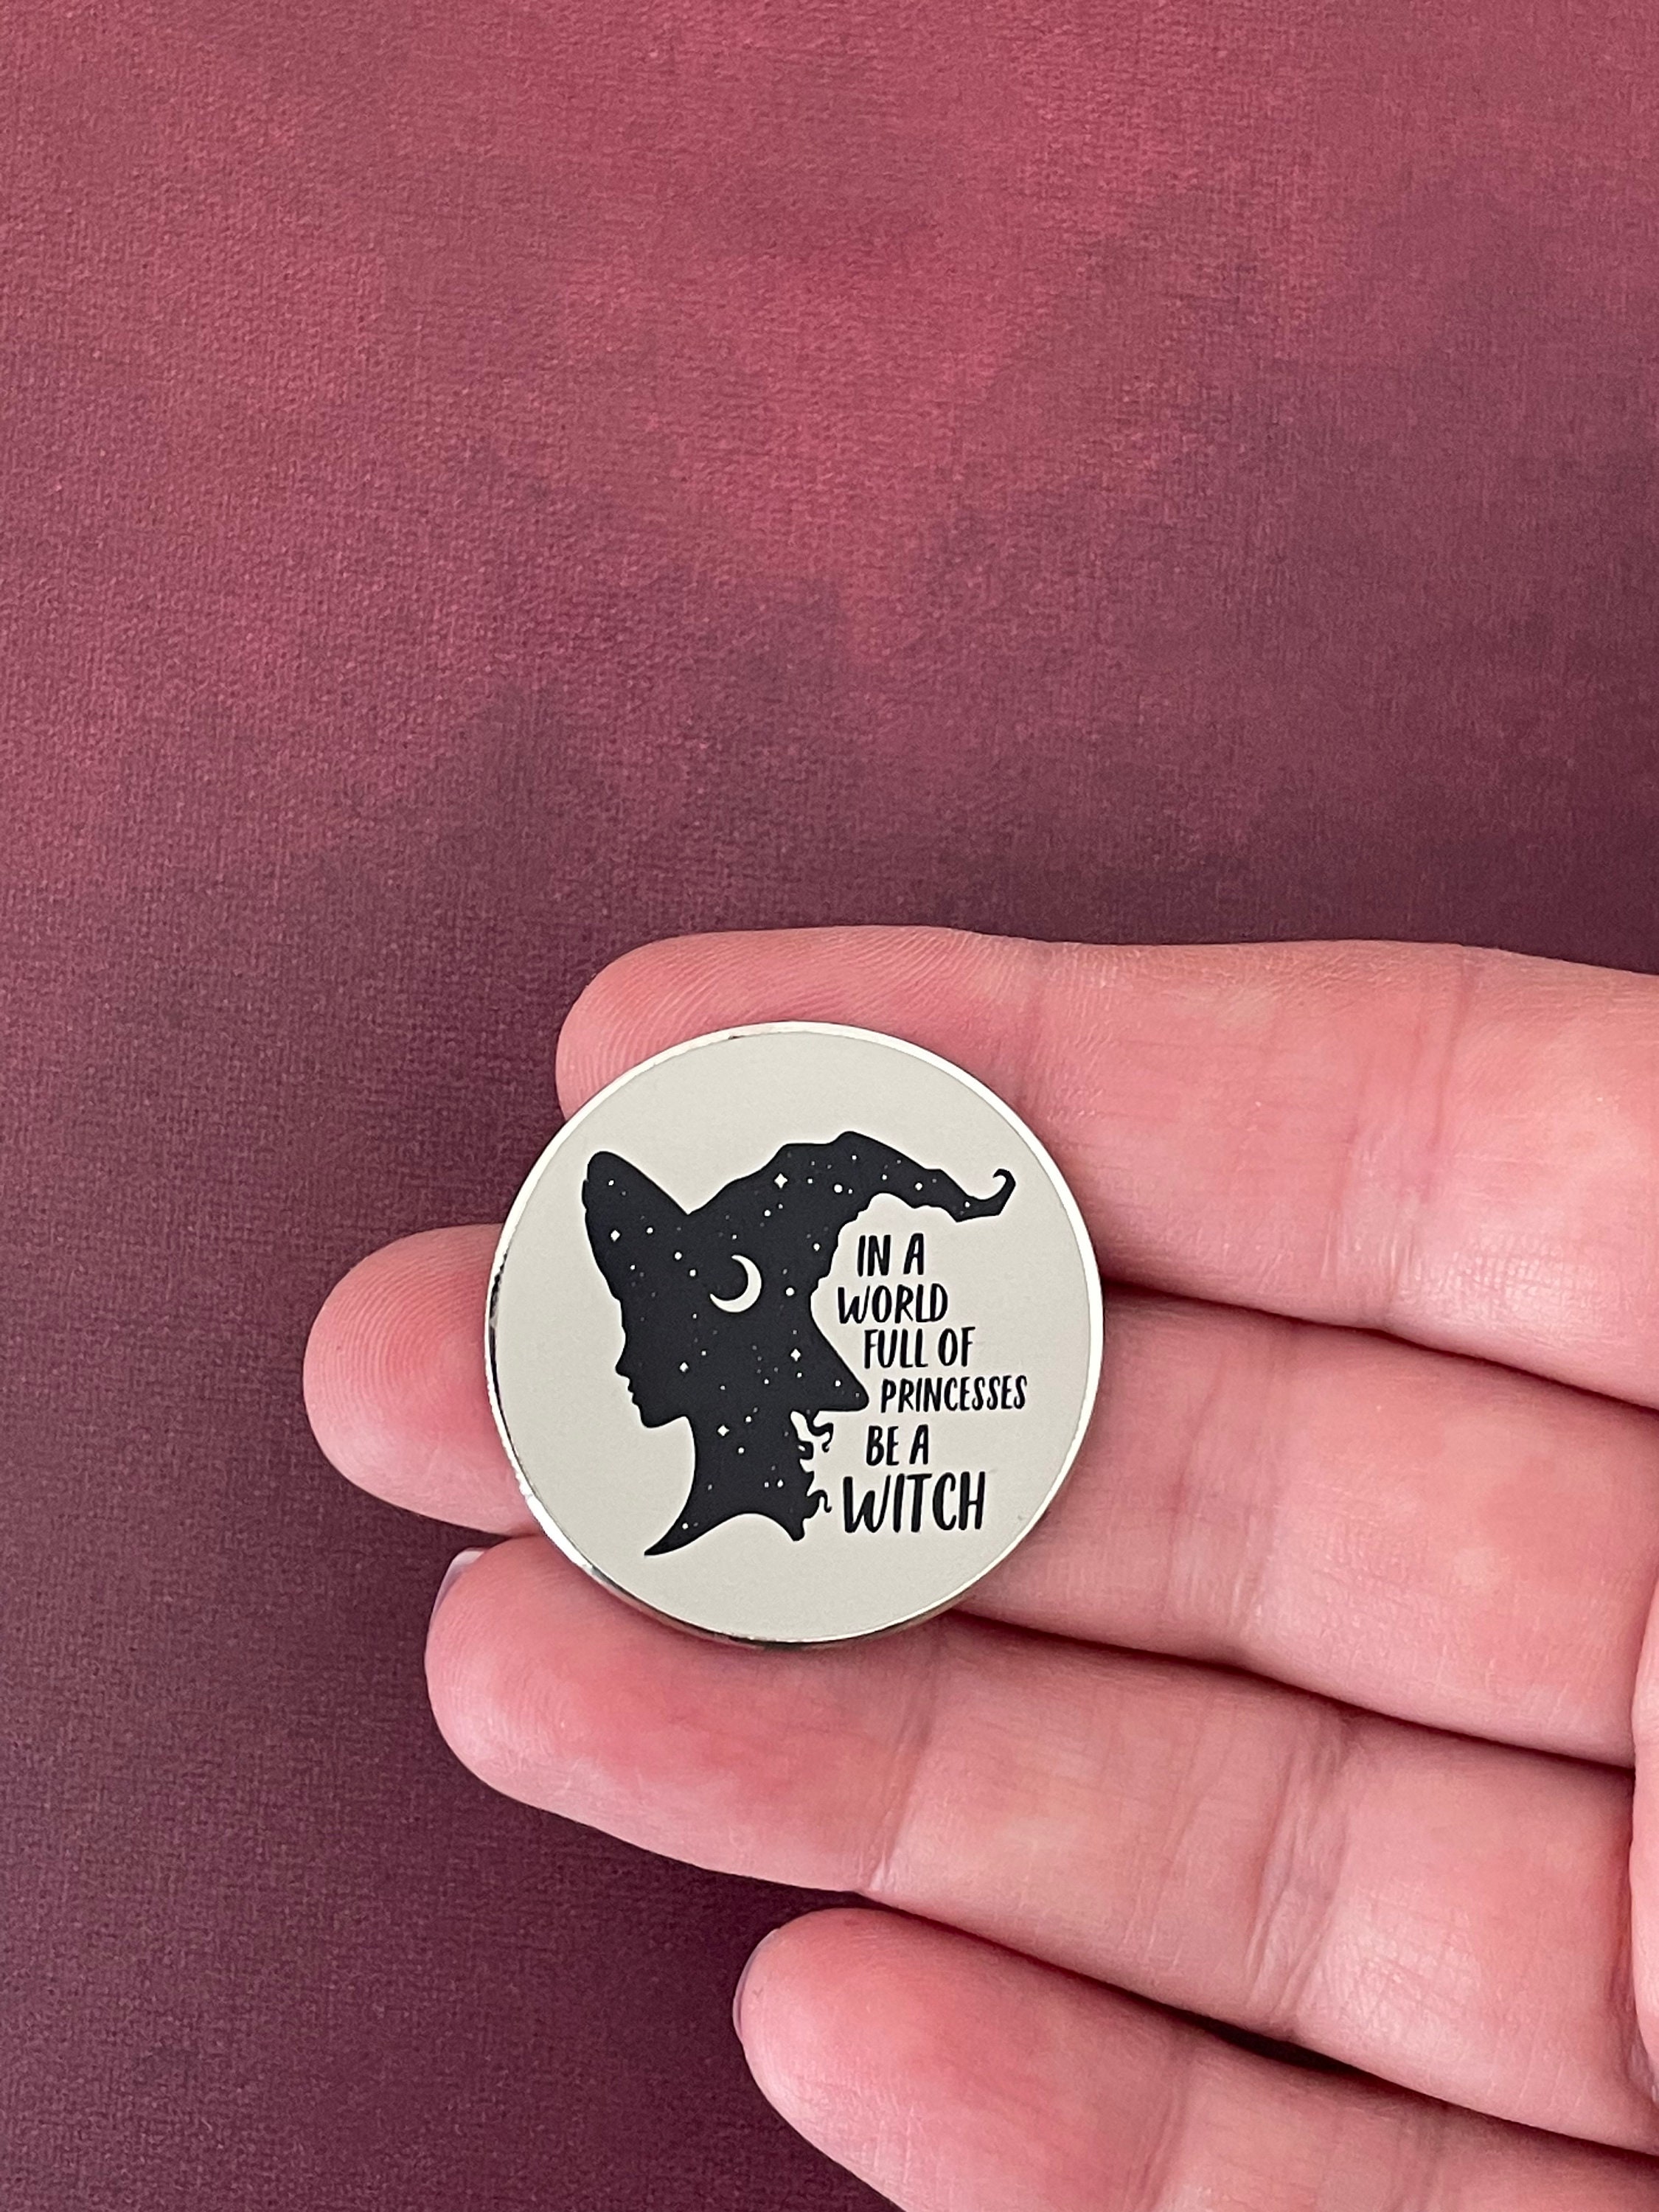 IN A
WORLD
FULL OF
PRINCESSES
BE A
WITCH